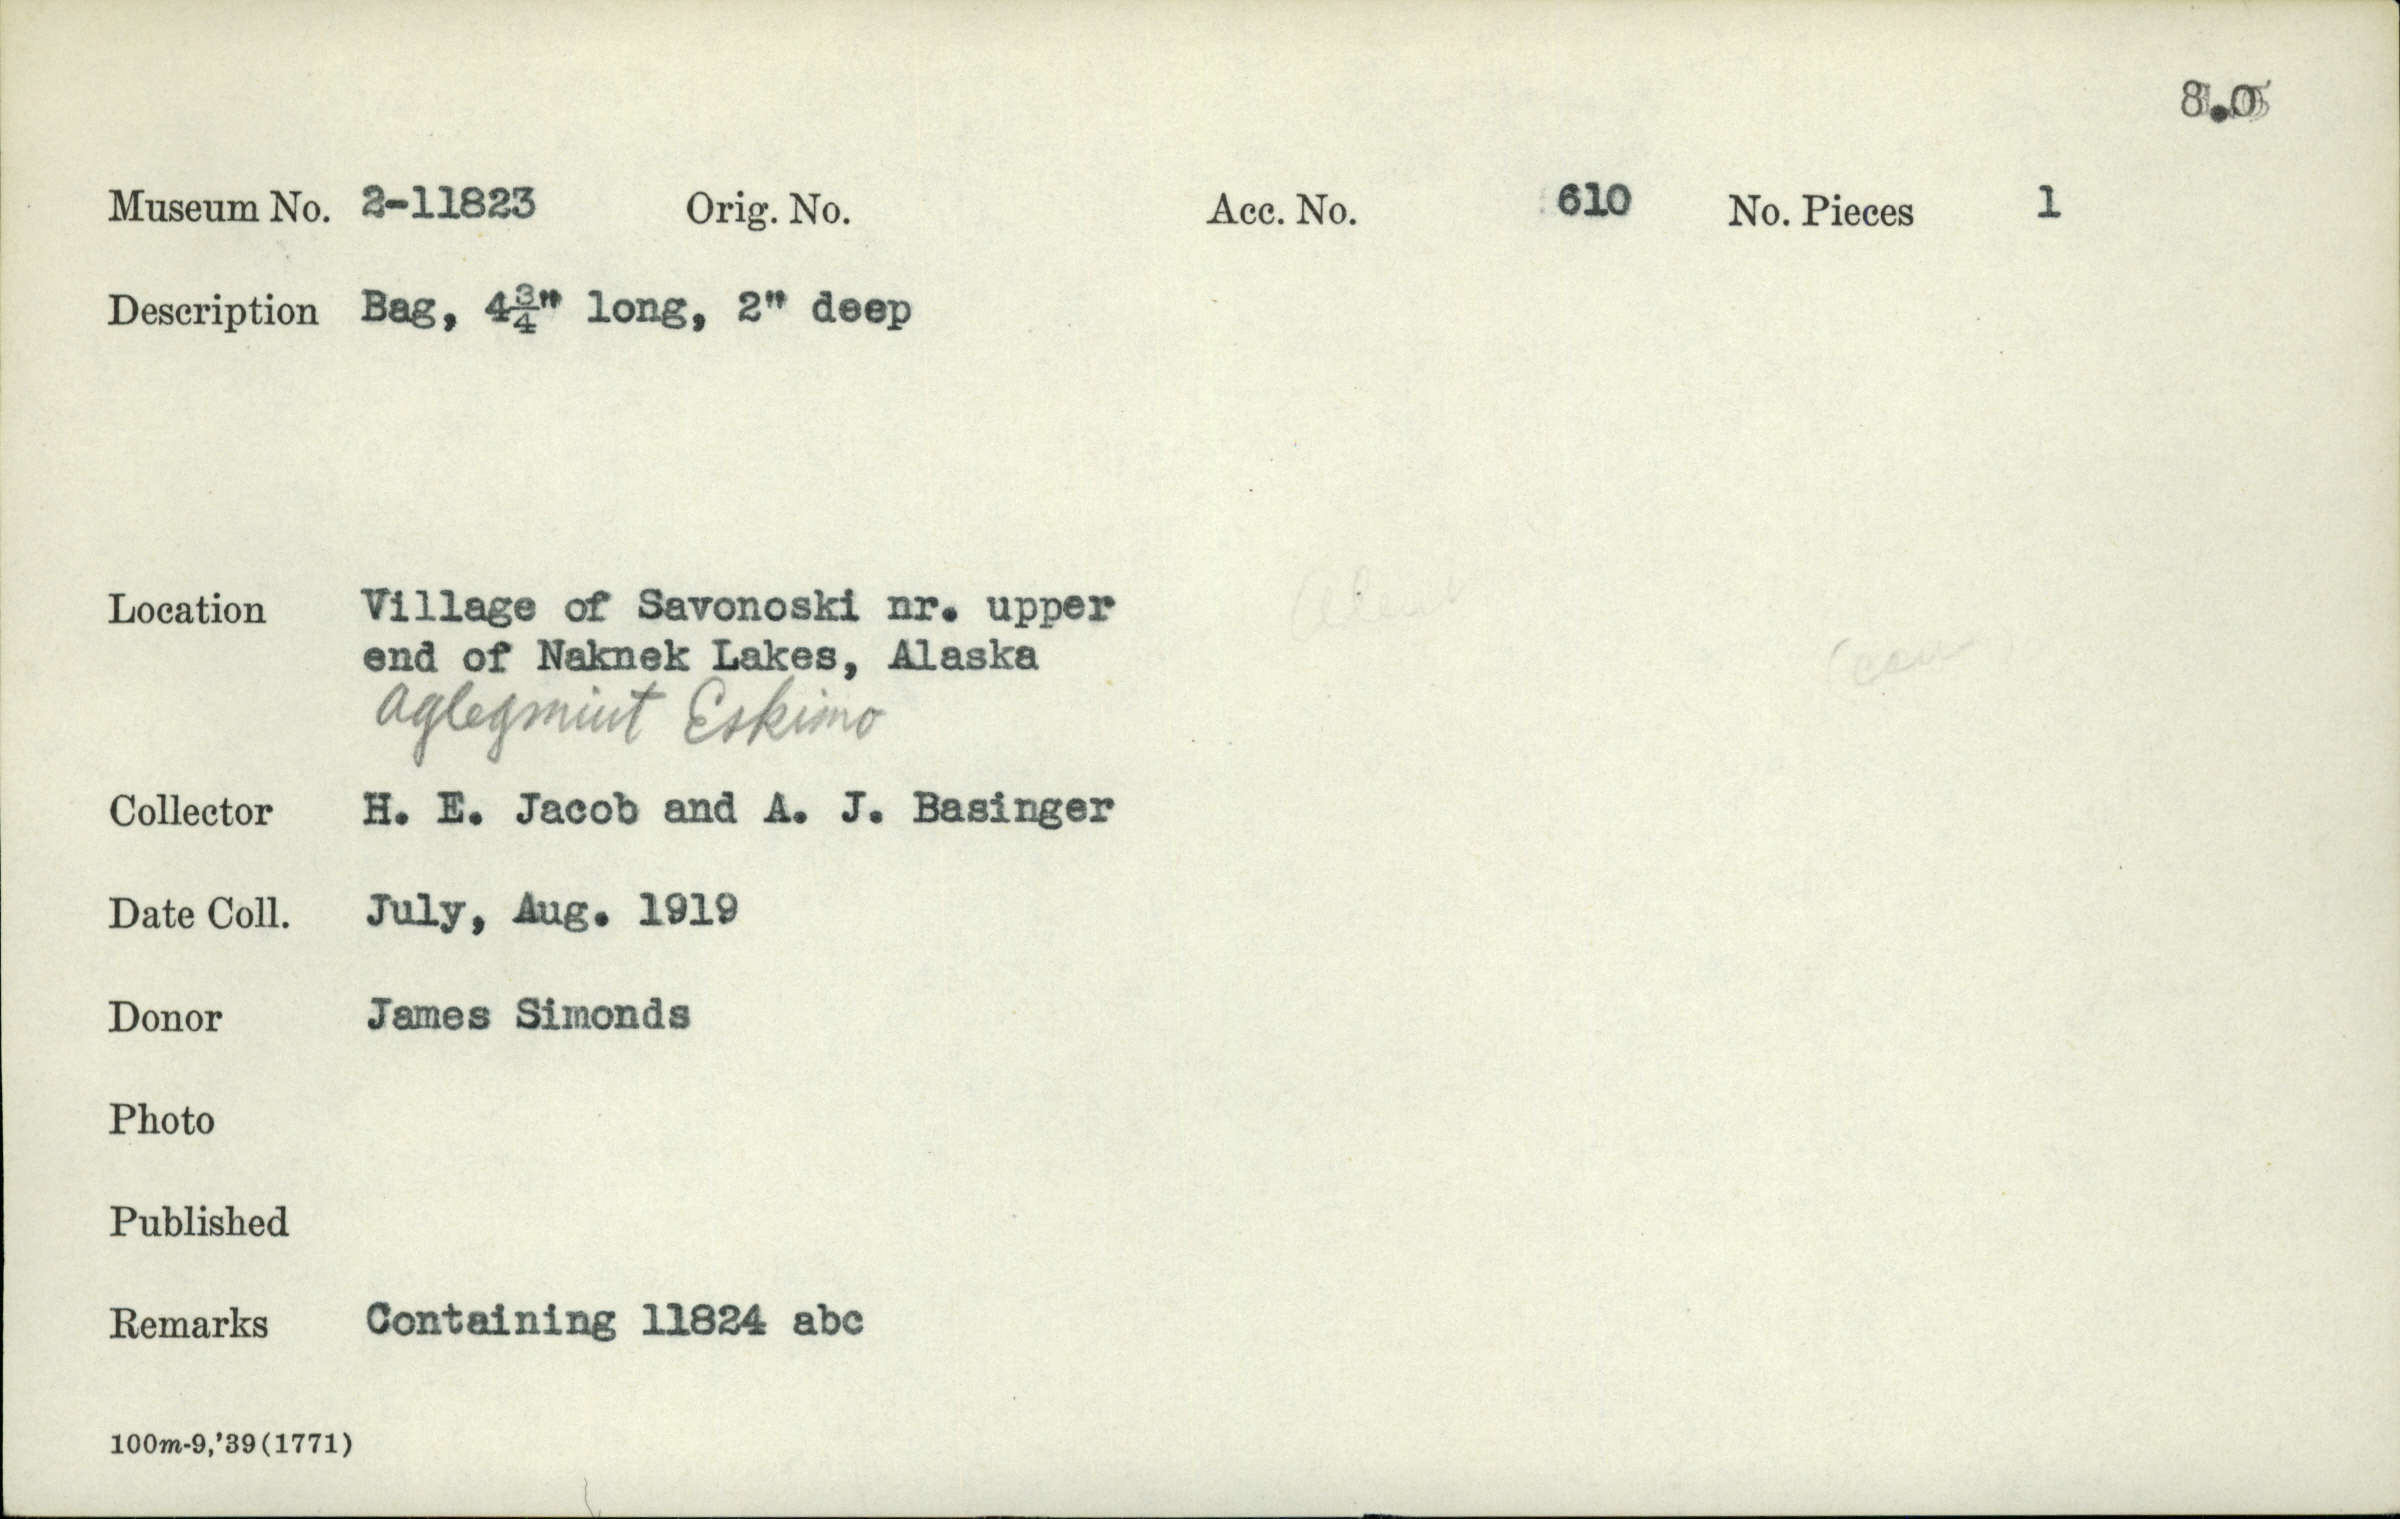 8.0
Museum No. 2-11823 Orig. No. Acc. No. 610 No. Pieces 1
Description Bag, 4¾" long, 2" deep
Location Village of Savonoski nr. upper
end of Naknek Lakes, Alaska
Aglegmiut Eskimo
Collector H. E. Jacob and A. J. Basinger
Date Coll. July, Aug. 1919
Donor James Simonds
Photo
Published
Remarks Containing 11824 abc
100m-9,'39(1771)